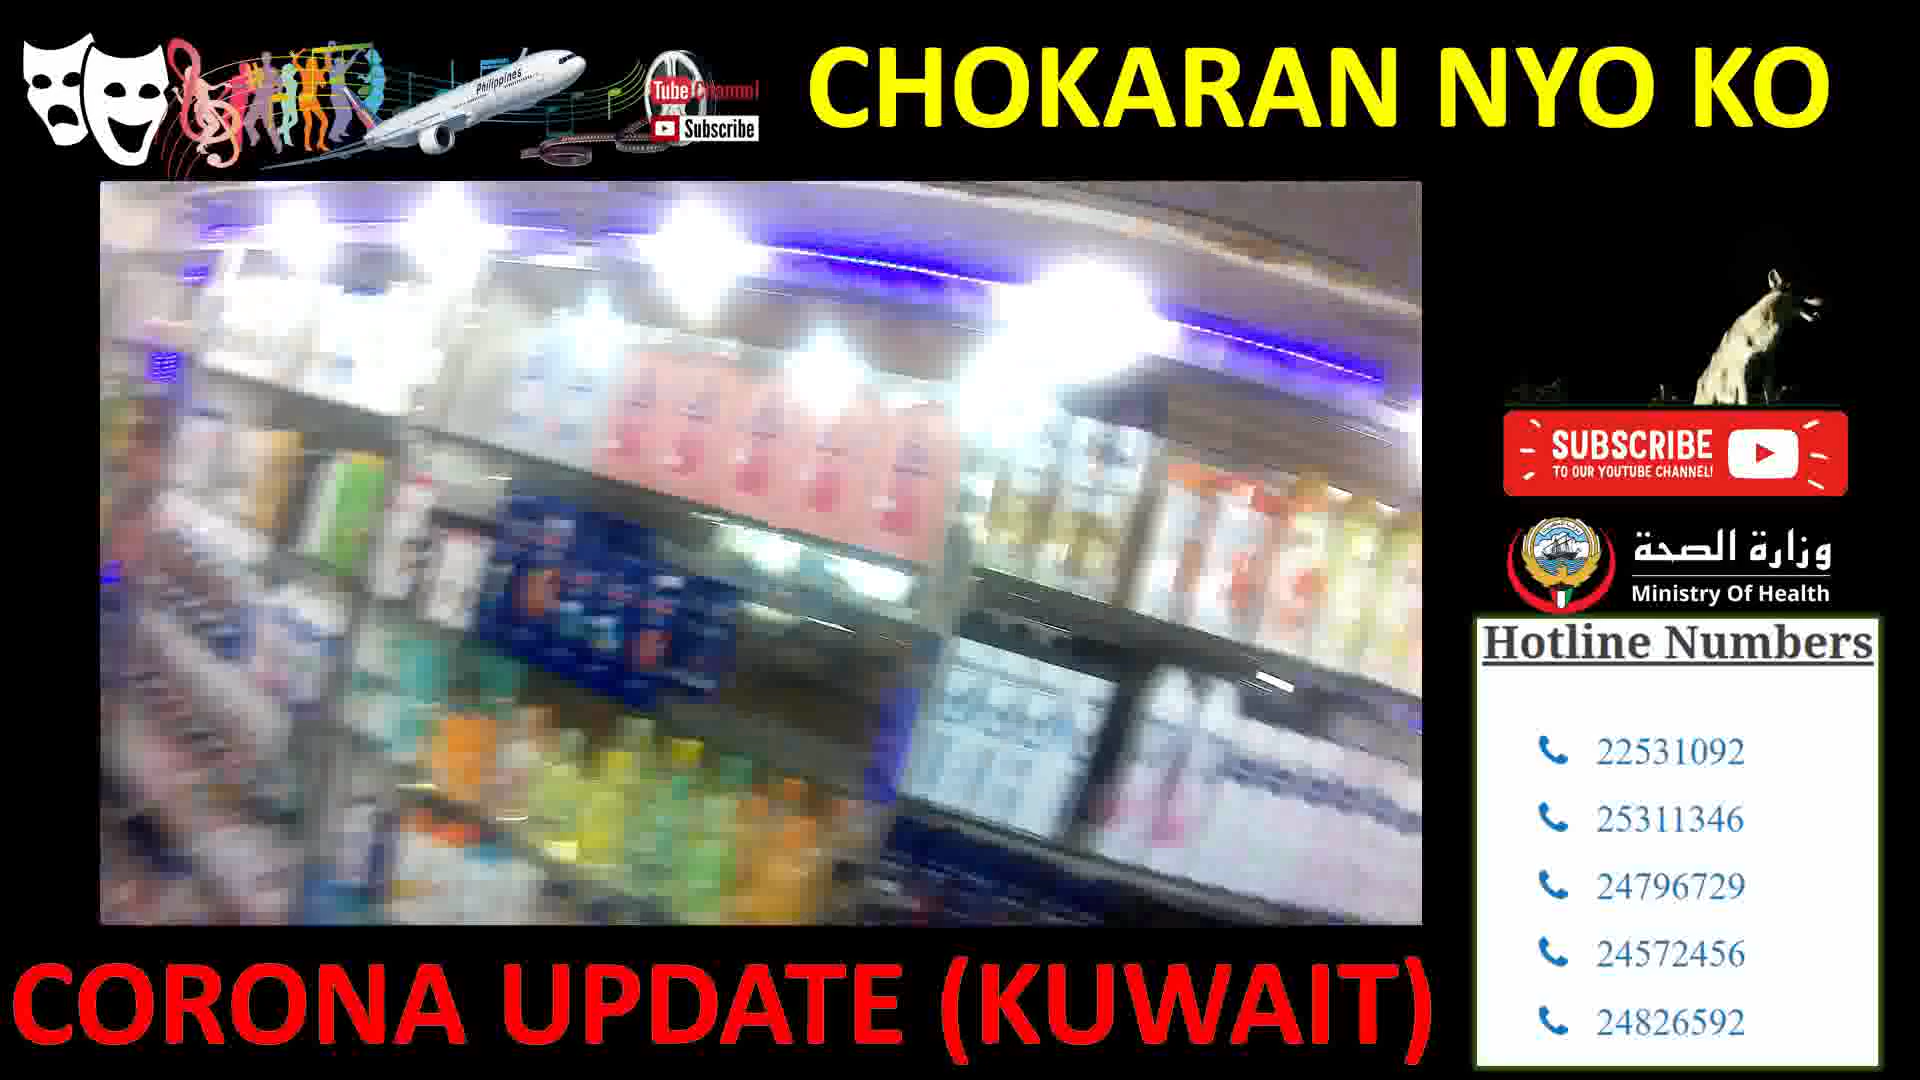 Philippines
Tube Channel
Subscribe
CHOKARAN NYO KO
SUBSCRIBE
TO OUR YOUTUBE CHANNEL!
وزارة الصحة
Ministry Of Health
Hotline Numbers
22531092
25311346
24796729
24572456
24826592
CORONA UPDATE (KUWAIT)